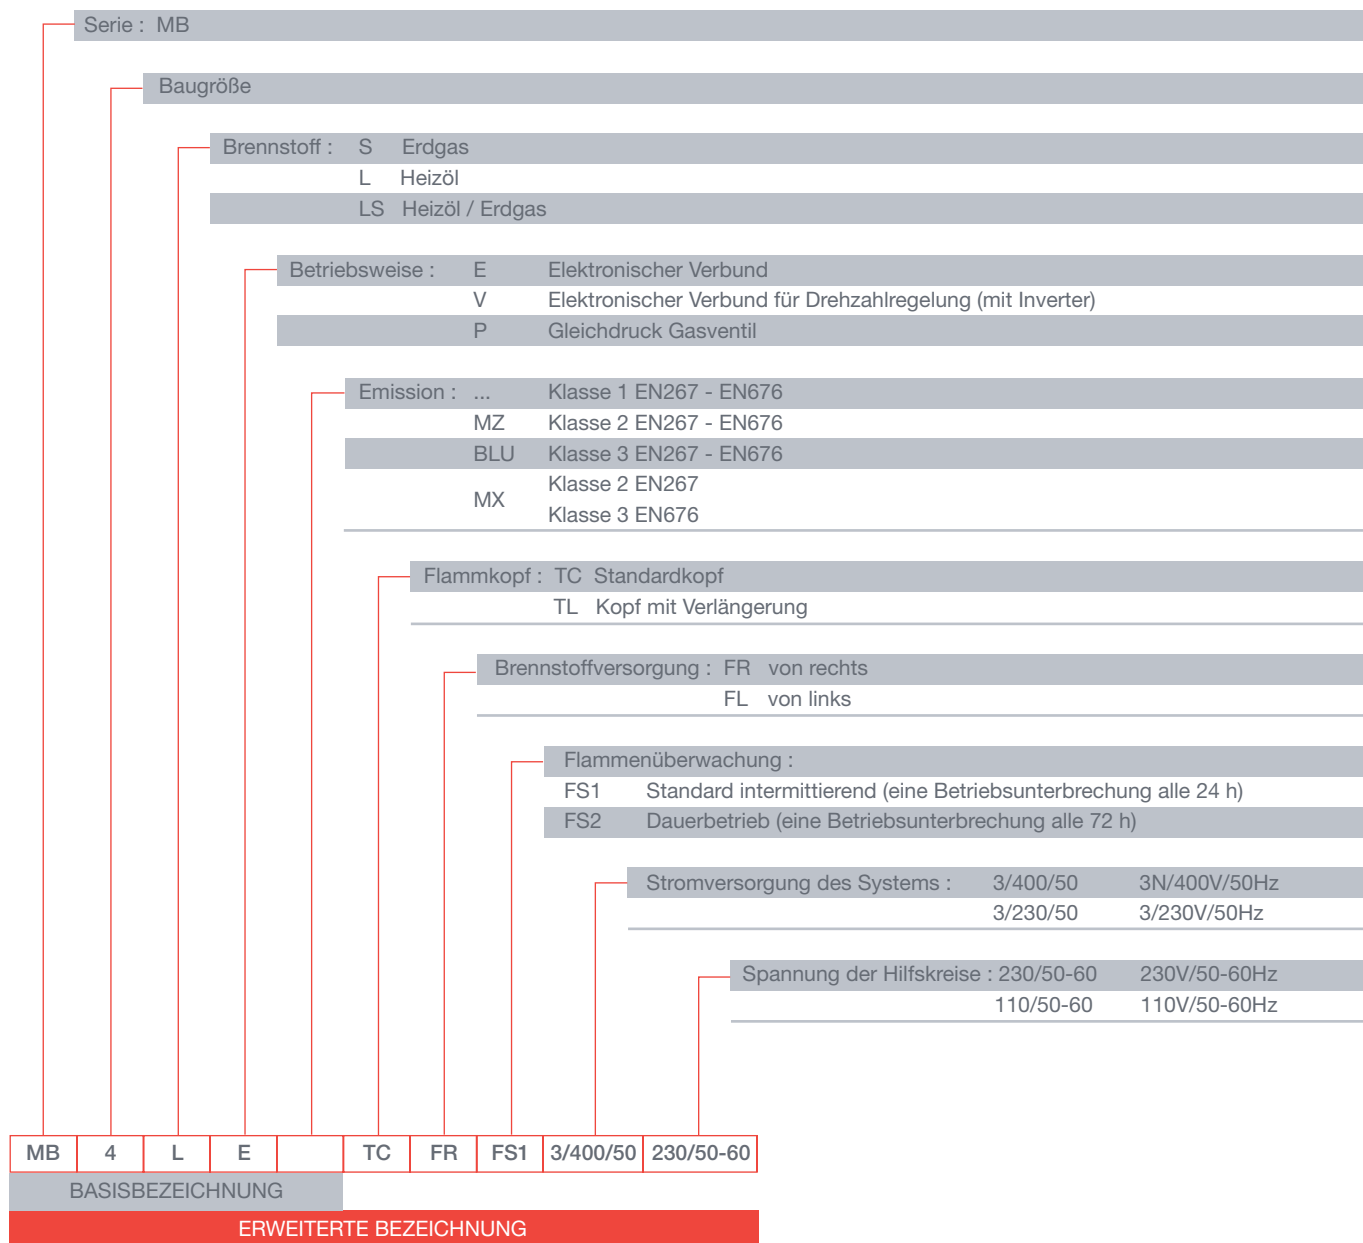 Serie : MB
Baugröße
Brennstoff : S Erdgas
L Heizöl
LS Heizöl / Erdgas
Betriebsweise : E Elektronischer Verbund
V Elektronischer Verbund für Drehzahlregelung (mit Inverter)
P Gleichdruck Gasventil
Emission : ... Klasse 1 EN267 - EN676
MZ Klasse 2 EN267 - EN676
BLU Klasse 3 EN267 - EN676
MX Klasse 2 EN267
Klasse 3 EN676
Flammkopf : TC Standardkopf
TL Kopf mit Verlängerung
Brennstoffversorgung : FR von rechts
FL von links
Flammenüberwachung :
FS1 Standard intermittierend (eine Betriebsunterbrechung alle 24 h)
FS2 Dauerbetrieb (eine Betriebsunterbrechung alle 72 h)
Stromversorgung des Systems : 3/400/50 3N/400V/50Hz
3/230/50 3/230V/50Hz
Spannung der Hilfskreise : 230/50-60 230V/50-60Hz
110/50-60 110V/50-60Hz
MB 4 L E TC FR FS1 3/400/50 230/50-60
BASISBEZEICHNUNG
ERWEITERTE BEZEICHNUNG